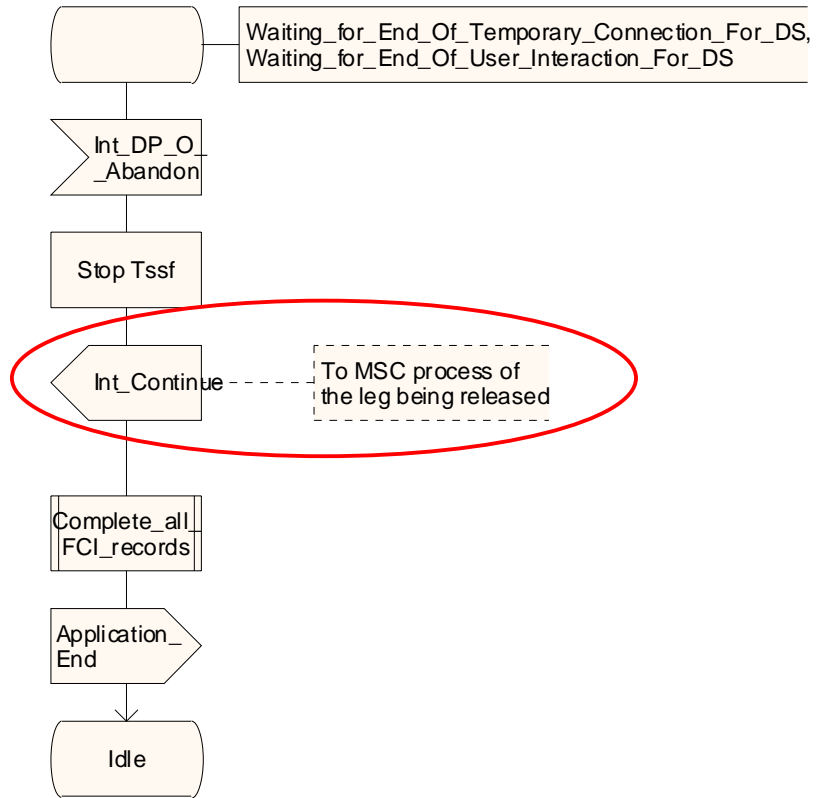 Waiting_for_End_Of_Temporary_Connection_For_DS,
Waiting_for_End_Of_User_Interaction_For_DS
Int_DP_O_
_Abandon
Stop Tssf
Int_Continue
To MSC process of
the leg being released
Complete_all_
FCI_records
Application_
End
Idle